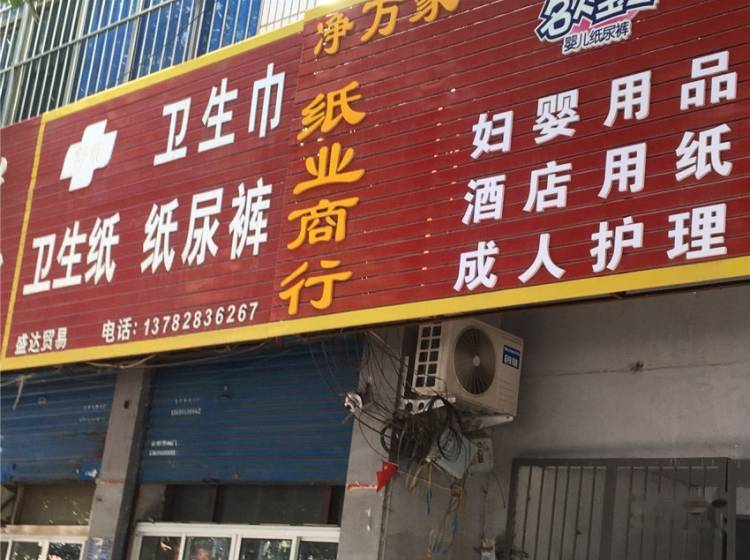 卫生巾
卫生纸 纸尿裤
盛达贸易 电话: 13782836267
净万家
纸业商行
婴儿纸尿裤
妇婴用品
酒店用纸
成人护理